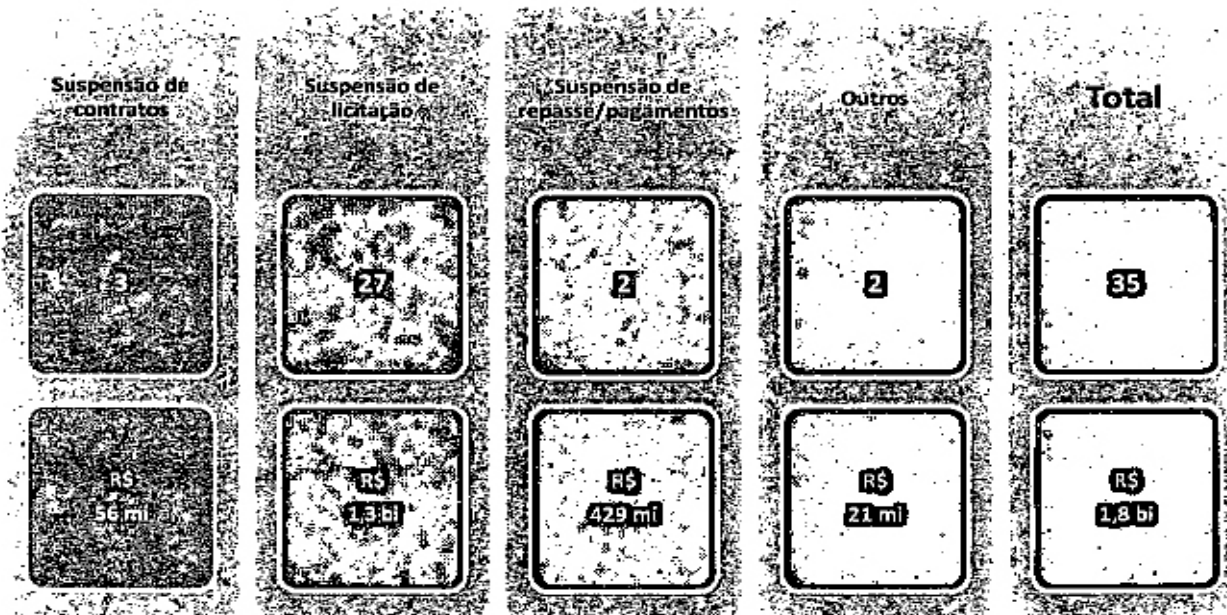 Suspensão de
contratos
Suspensão de
licitação
Suspensão de
repasse/pagamentos
Outros
Total
3
27
2
2
35
R$
56 mi
R$
1,3 bi
R$
429 mi
R$
21 mi
R$
1,8 bi